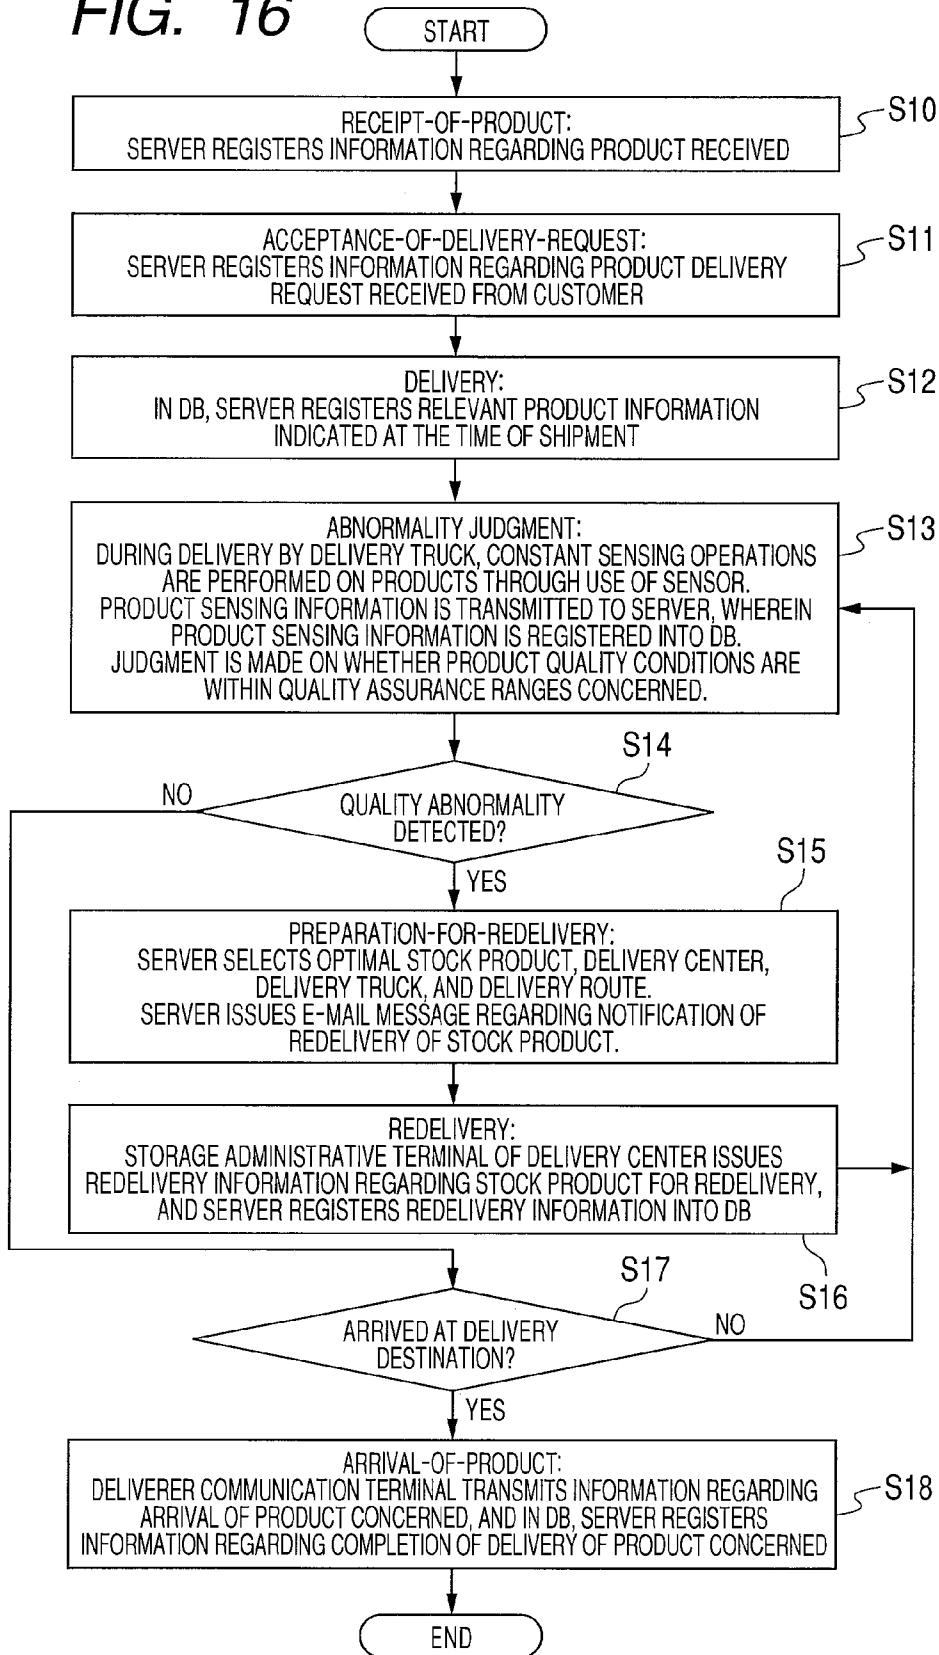 FIG. 16
START
RECEIPT-OF-PRODUCT:
SERVER REGISTERS INFORMATION REGARDING PRODUCT RECEIVED
S10
ACCEPTANCE-OF-DELIVERY-REQUEST:
SERVER REGISTERS INFORMATION REGARDING PRODUCT DELIVERY
REQUEST RECEIVED FROM CUSTOMER
S11
DELIVERY:
IN DB, SERVER REGISTERS RELEVANT PRODUCT INFORMATION
INDICATED AT THE TIME OF SHIPMENT
S12
ABNORMALITY JUDGMENT:
DURING DELIVERY BY DELIVERY TRUCK, CONSTANT SENSING OPERATIONS
ARE PERFORMED ON PRODUCTS THROUGH USE OF SENSOR.
PRODUCT SENSING INFORMATION IS TRANSMITTED TO SERVER, WHEREIN
PRODUCT SENSING INFORMATION IS REGISTERED INTO DB.
JUDGMENT IS MADE ON WHETHER PRODUCT QUALITY CONDITIONS ARE
WITHIN QUALITY ASSURANCE RANGES CONCERNED.
S13
S14
NO
QUALITY ABNORMALITY
DETECTED?
YES
S15
PREPARATION-FOR-REDELIVERY:
SERVER SELECTS OPTIMAL STOCK PRODUCT, DELIVERY CENTER,
DELIVERY TRUCK, AND DELIVERY ROUTE.
SERVER ISSUES E-MAIL MESSAGE REGARDING NOTIFICATION OF
REDELIVERY OF STOCK PRODUCT.
REDELIVERY:
STORAGE ADMINISTRATIVE TERMINAL OF DELIVERY CENTER ISSUES
REDELIVERY INFORMATION REGARDING STOCK PRODUCT FOR REDELIVERY,
AND SERVER REGISTERS REDELIVERY INFORMATION INTO DB
S16
S17
ARRIVED AT DELIVERY
DESTINATION?
NO
YES
ARRIVAL-OF-PRODUCT:
DELIVERER COMMUNICATION TERMINAL TRANSMITS INFORMATION REGARDING
ARRIVAL OF PRODUCT CONCERNED, AND IN DB, SERVER REGISTERS
INFORMATION REGARDING COMPLETION OF DELIVERY OF PRODUCT CONCERNED
S18
END